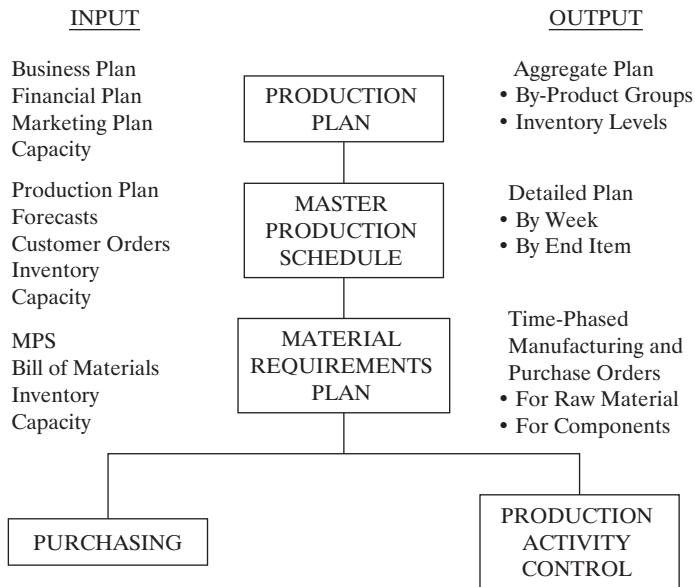 INPUT
OUTPUT
Business Plan
Financial Plan
Marketing Plan
Capacity
PRODUCTION
PLAN
Aggregate Plan
• By-Product Groups
• Inventory Levels
Production Plan
Forecasts
Customer Orders
Inventory
Capacity
MASTER
PRODUCTION
SCHEDULE
Detailed Plan
• By Week
• By End Item
MPS
Bill of Materials
Inventory
Capacity
MATERIAL
REQUIREMENTS
PLAN
Time-Phased
Manufacturing and
Purchase Orders
• For Raw Material
• For Components
PURCHASING
PRODUCTION
ACTIVITY
CONTROL